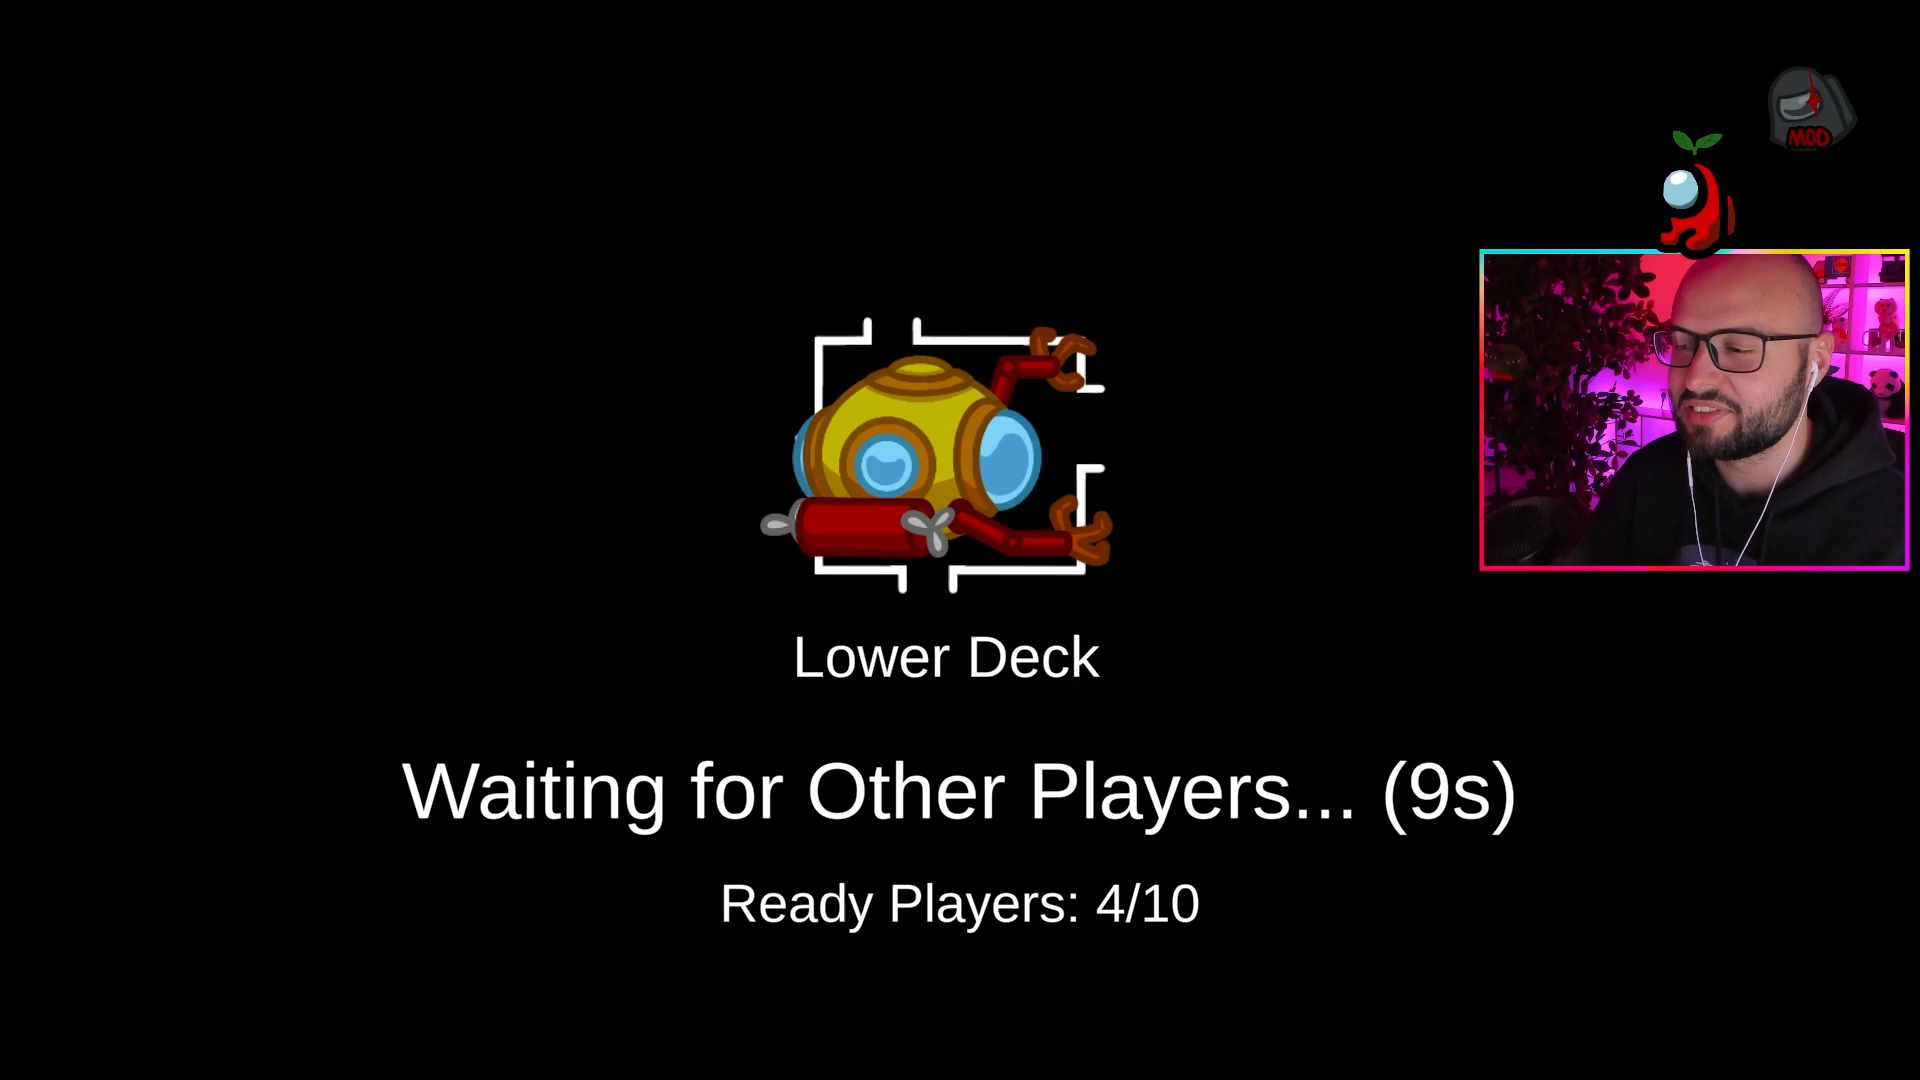 MOD
Lower Deck
Waiting for Other Players... (9s)
Ready Players: 4/10